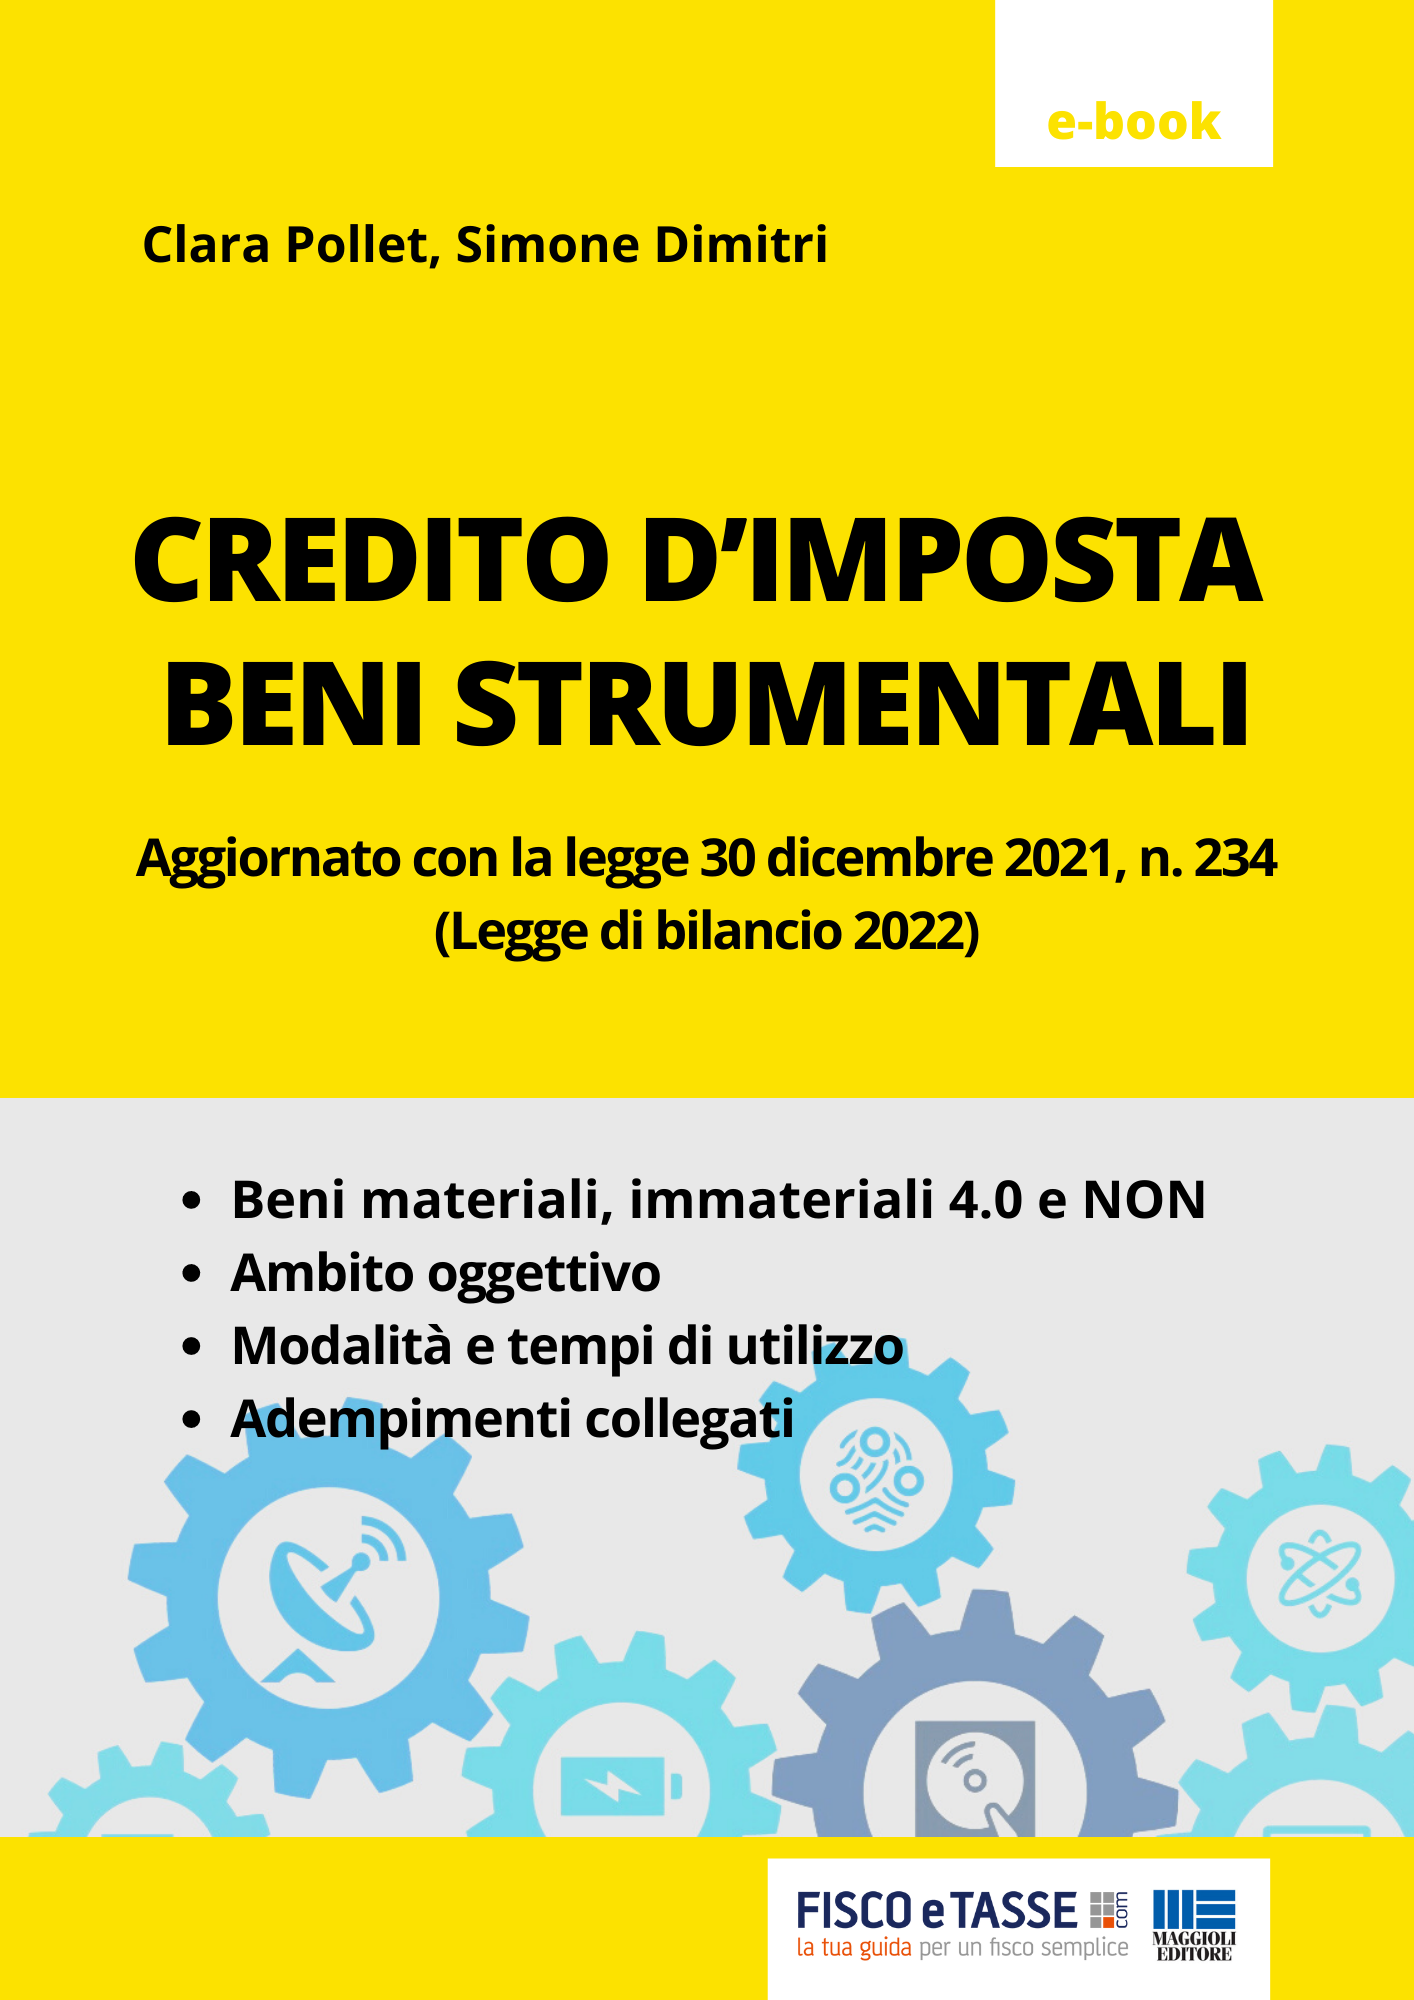 e-book
Clara Pollet, Simone Dimitri
CREDITO D’IMPOSTA
BENI STRUMENTALI
Aggiornato con la legge 30 dicembre 2021, n. 234
(Legge di bilancio 2022)
• Beni materiali, immateriali 4.0 e NON
• Ambito oggettivo
• Modalità e tempi di utilizzo
• Adempimenti collegati
FISCO e TASSE .com
la tua guida per un fisco semplice
MAGGIOLI
EDITORE